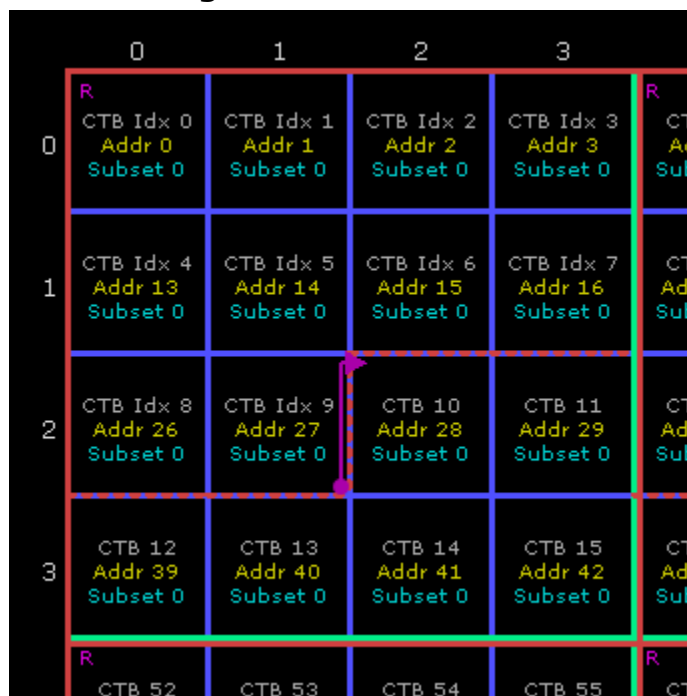 0 1 2 3
R R
0 CTB Idx 0 CTB Idx 1 CTB Idx 2 CTB Idx 3
Addr 0 Addr 1 Addr 2 Addr 3
Subset 0 Subset 0 Subset 0 Subset 0
1 CTB Idx 4 CTB Idx 5 CTB Idx 6 CTB Idx 7
Addr 13 Addr 14 Addr 15 Addr 16
Subset 0 Subset 0 Subset 0 Subset 0
2 CTB Idx 8 CTB Idx 9 CTB 10 CTB 11
Addr 26 Addr 27 Addr 28 Addr 29
Subset 0 Subset 0 Subset 0 Subset 0
3 CTB 12 CTB 13 CTB 14 CTB 15
Addr 39 Addr 40 Addr 41 Addr 42
Subset 0 Subset 0 Subset 0 Subset 0
R R
CTB 52 CTB 53 CTB 54 CTB 55